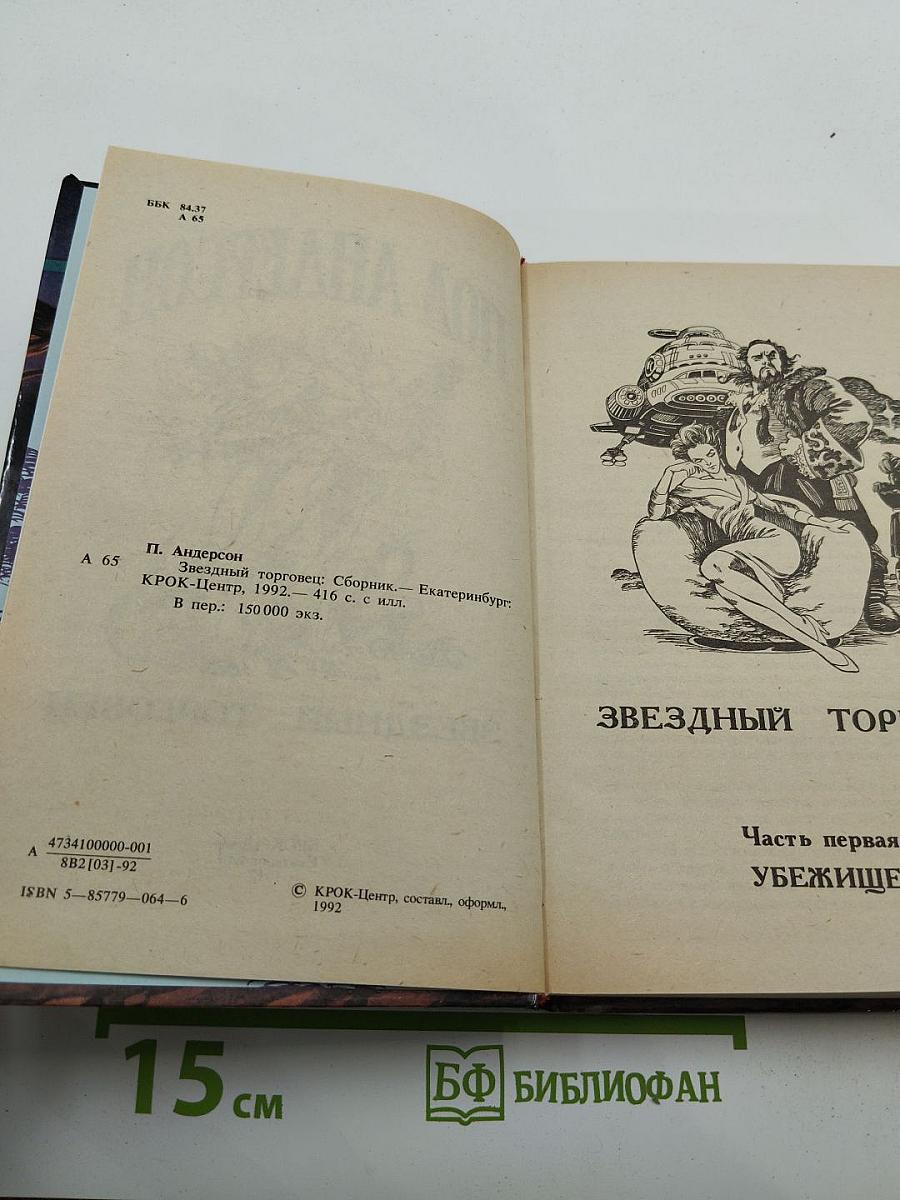 ББК 84.37
А 65
П. Андерсон
А 65 Звездный торговец: Сборник.— Екатеринбург:
КРОК-Центр, 1992.— 416 с. с илл.
В пер.: 150 000 экз.
А 4734100000-001
8В2[03]-92
ISBN 5—85779—064—6
© КРОК-Центр, составл., оформл.,
1992
ЗВЕЗДНЫЙ
Часть первая
УБЕЖИЩЕ
15 см
БФ БИБЛИОФАН